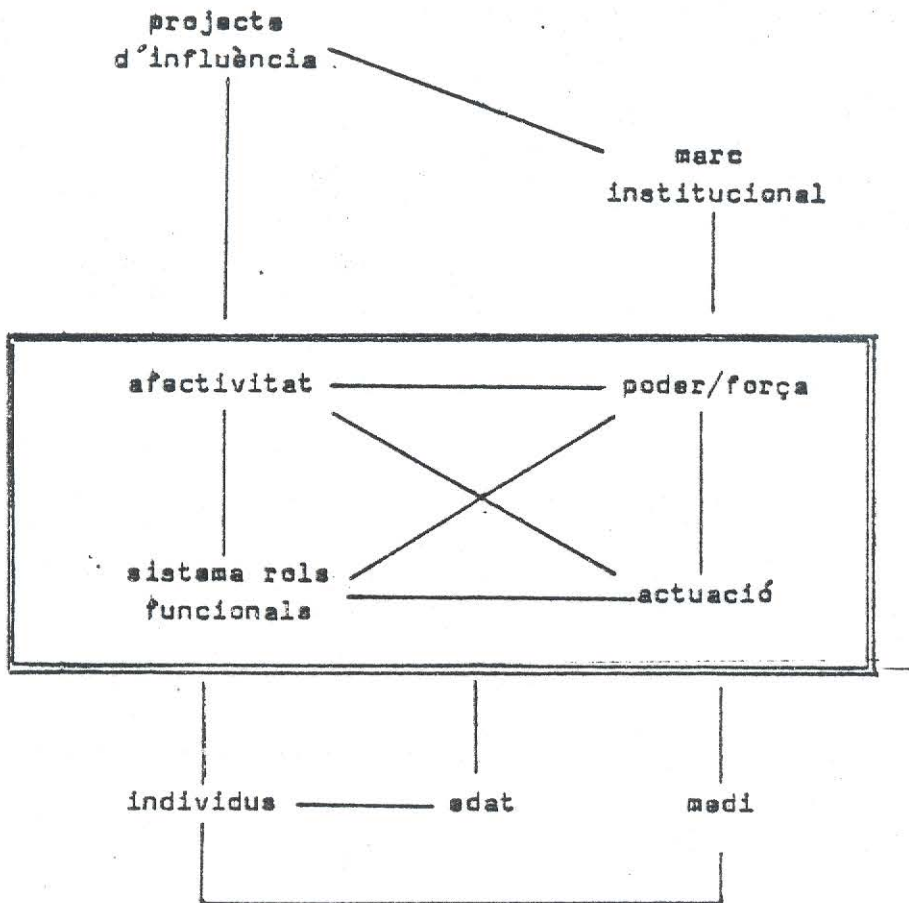 projecte
d'influència
marc
institucional
afectivitat poder/força
sistema rols
funcionals
actuació
individus edat medi